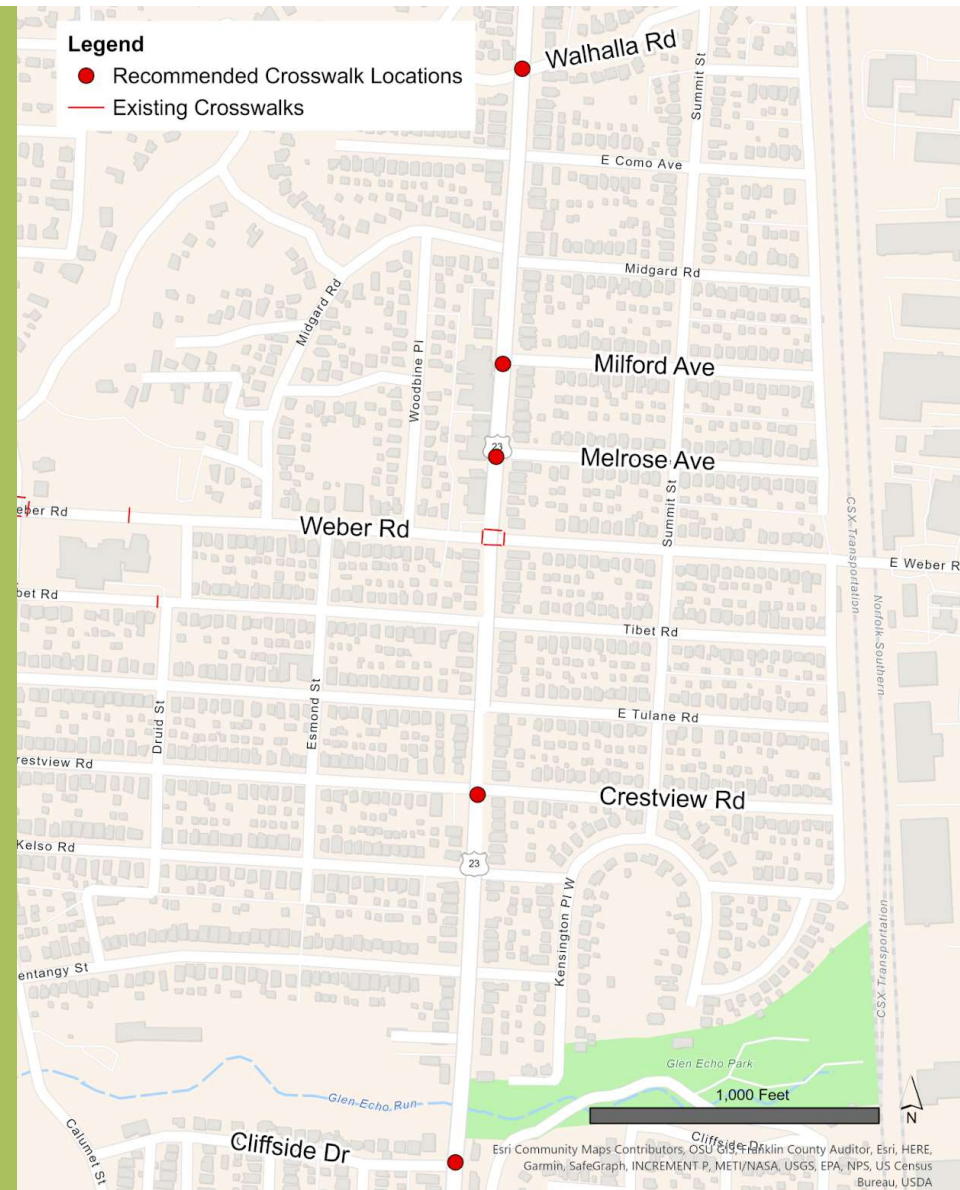 Legend
Recommended Crosswalk Locations
Existing Crosswalks
Walhalla Rd
Summit St
E Como Ave
Midgard Rd
Midgard Rd
Woodbine Pl
Milford Ave
23
Melrose Ave
Summit St
eber Rd
Weber Rd
E Weber R
CSX Transportation
Norfolk Southern
bet Rd
Tibet Rd
Druid St
Esmond St
E Tulane Rd
restview Rd
Crestview Rd
Kelso Rd
23
Kensington Pl W
entangy St
CSX Transportation
Glen Echo Park
Glen Echo Run
1,000 Feet
N
Calumet St
Cliffside Dr
Cliffside Dr
Esri Community Maps Contributors, OSU GIS, Franklin County Auditor, Esri, HERE,
Garmin, SafeGraph, INCREMENT P, METI/NASA, USGS, EPA, NPS, US Census
Bureau, USDA